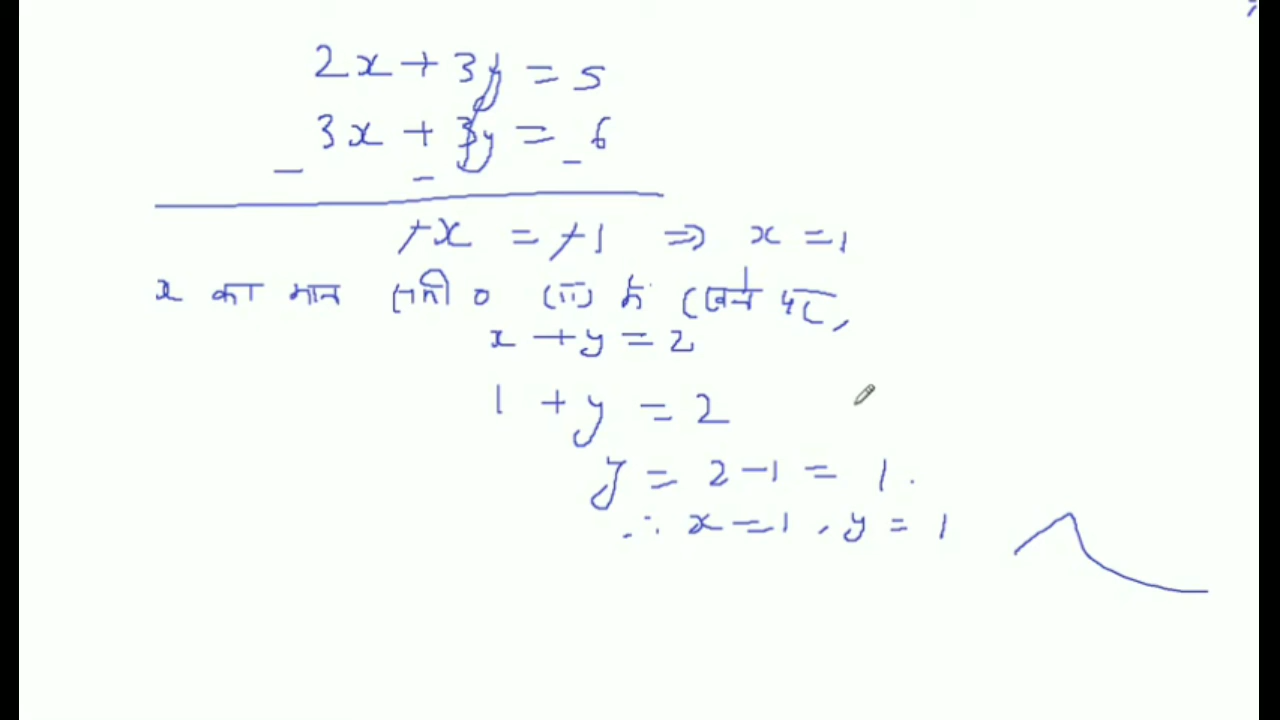 2x + 3y = 5
3x + 3y = 6
- - -
-x = -1 ⇒ x = 1
x का मान समी० (ii) में रखने पर,
x + y = 2
1 + y = 2
y = 2 - 1 = 1.
∴ x = 1, y = 1